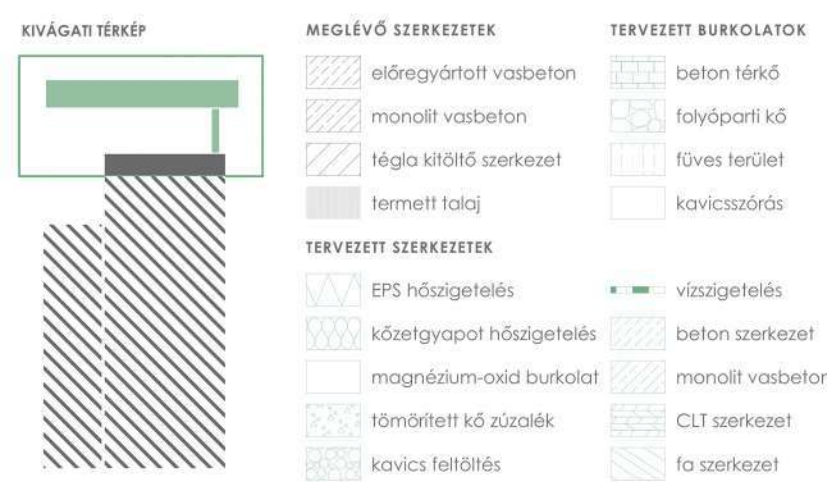 KIVÁGATI TÉRKÉP
MEGLÉVŐ SZERKEZETEK
előregyártott vasbeton
monolit vasbeton
tégla kitöltő szerkezet
termett talaj
TERVEZETT BURKOLATOK
beton térkő
folyóparti kő
füves terület
kavicsszórás
TERVEZETT SZERKEZETEK
EPS hőszigetelés
kőzetgyapot hőszigetelés
magnézium-oxid burkolat
tömörített kő zúzalék
kavics feltöltés
vízszigetelés
beton szerkezet
monolit vasbeton
CLT szerkezet
fa szerkezet